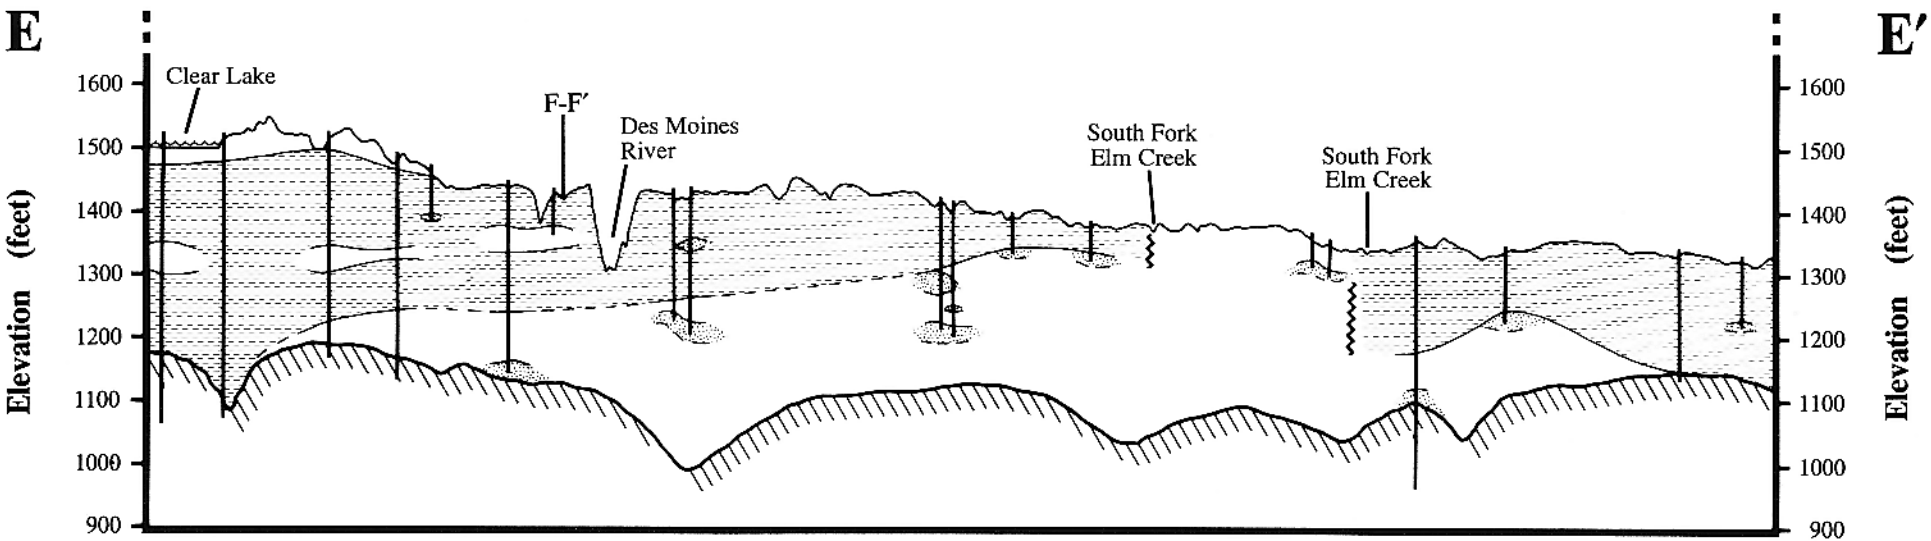 E
E′
Clear Lake
F-F′
Des Moines
River
South Fork
Elm Creek
South Fork
Elm Creek
Elevation (feet)
1600
1500
1400
1300
1200
1100
1000
900
1600
1500
1400
1300
1200
1100
1000
900
Elevation (feet)